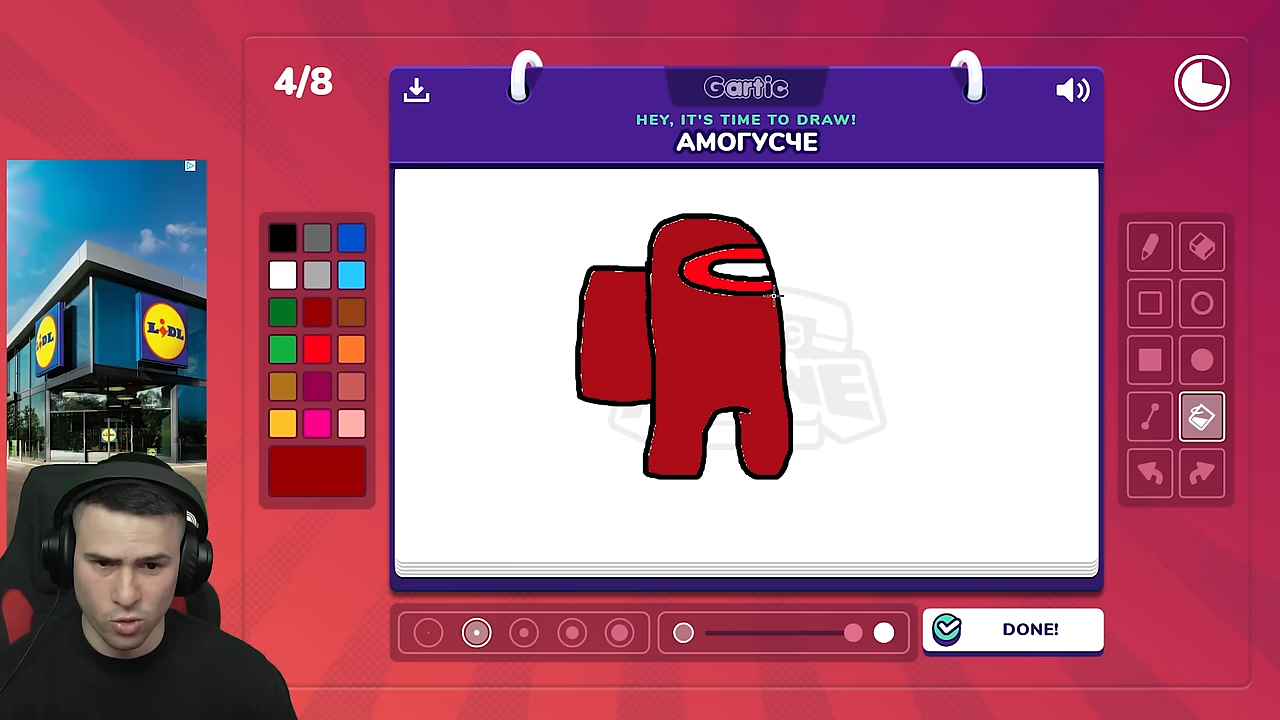 4/8
Gartic
HEY, IT'S TIME TO DRAW!
АМОГУСЧЕ
LIDL
LIDL
DONE!